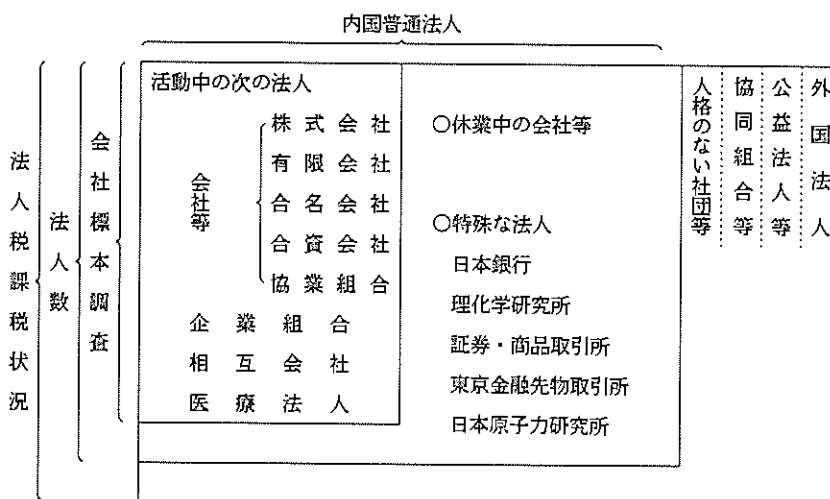 内国普通法人
法人税課税状況
法人数
会社標本調査
活動中の次の法人
会社等
株式会社
有限会社
合名会社
合資会社
協業組合
企業組合
相互会社
医療法人
○休業中の会社等
○特殊な法人
日本銀行
理化学研究所
証券・商品取引所
東京金融先物取引所
日本原子力研究所
人格のない社団等
協同組合等
公益法人等
外国法人